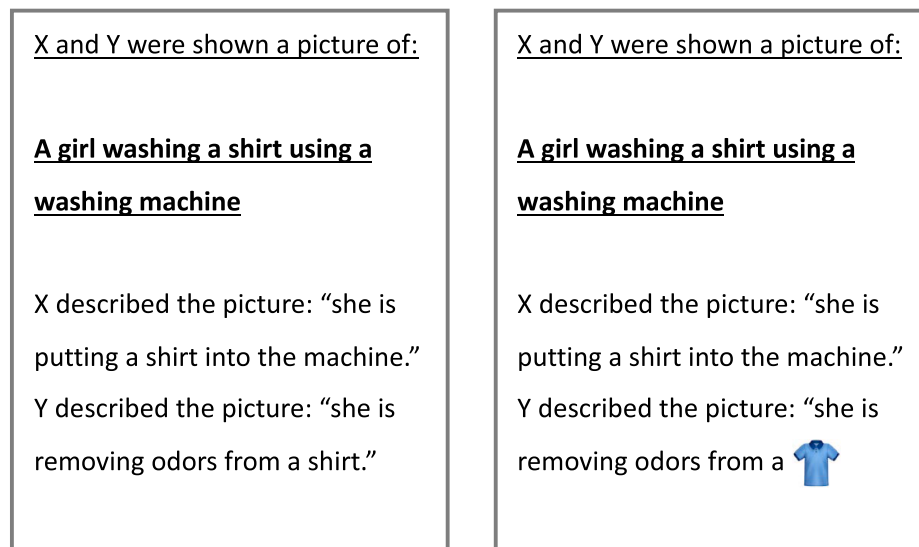 X and Y were shown a picture of:
A girl washing a shirt using a
washing machine
X described the picture: “she is
putting a shirt into the machine.”
Y described the picture: “she is
removing odors from a shirt.”
X and Y were shown a picture of:
A girl washing a shirt using a
washing machine
X described the picture: “she is
putting a shirt into the machine.”
Y described the picture: “she is
removing odors from a